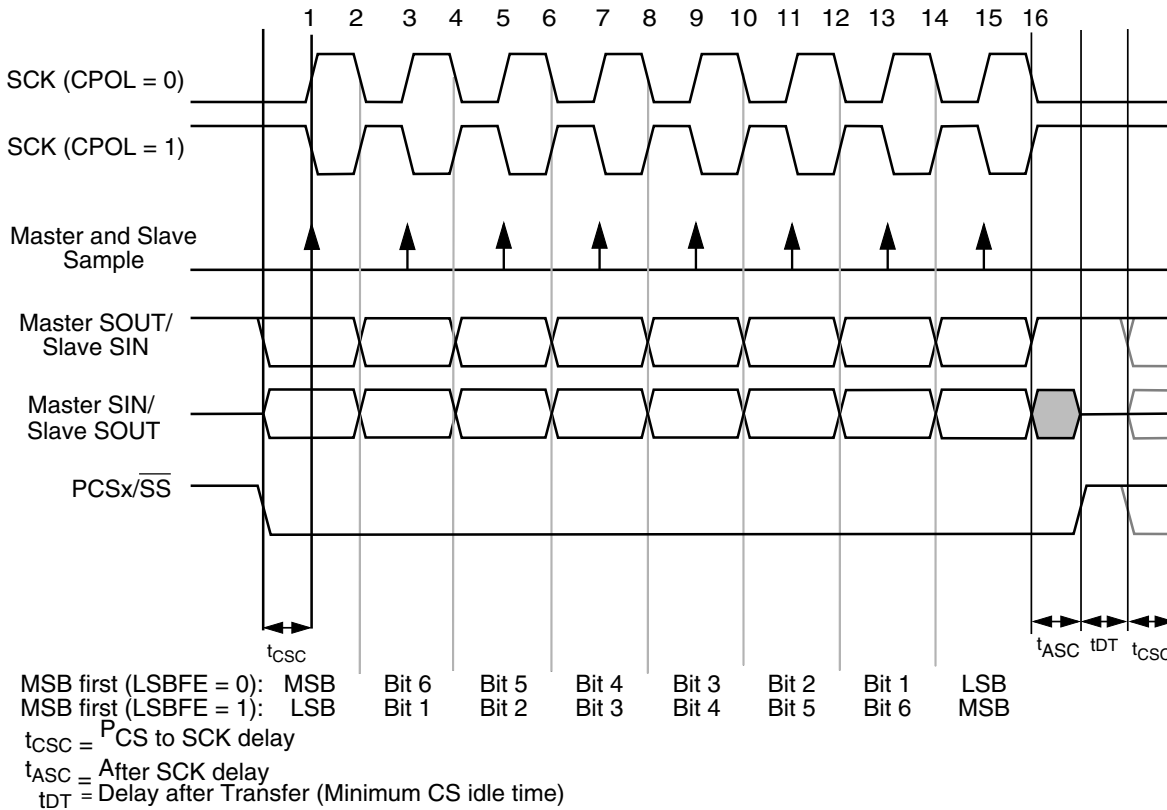 1 2 3 4 5 6 7 8 9 10 11 12 13 14 15 16
SCK (CPOL = 0)
SCK (CPOL = 1)
Master and Slave
Sample
Master SOUT/
Slave SIN
Master SIN/
Slave SOUT
PCSx/SS
tCSC tASC tDT tCSC
MSB first (LSBFE = 0): MSB Bit 6 Bit 5 Bit 4 Bit 3 Bit 2 Bit 1 LSB
MSB first (LSBFE = 1): LSB Bit 1 Bit 2 Bit 3 Bit 4 Bit 5 Bit 6 MSB
tCSC = PCS to SCK delay
tASC = After SCK delay
tDT = Delay after Transfer (Minimum CS idle time)